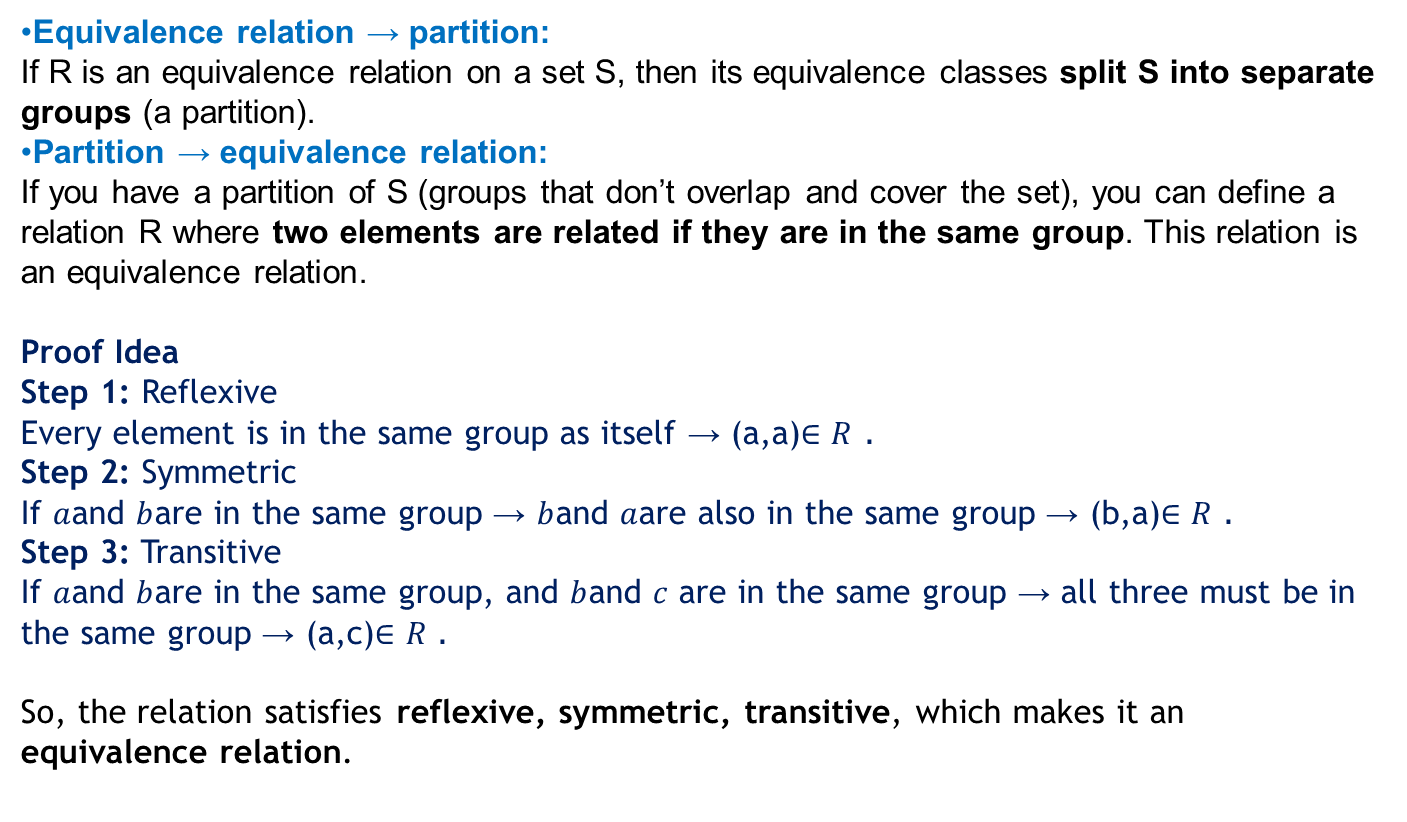 •Equivalence relation → partition:
If R is an equivalence relation on a set S, then its equivalence classes split S into separate
groups (a partition).
•Partition → equivalence relation:
If you have a partition of S (groups that don’t overlap and cover the set), you can define a
relation R where two elements are related if they are in the same group. This relation is
an equivalence relation.
Proof Idea
Step 1: Reflexive
Every element is in the same group as itself → (a,a)∈ R .
Step 2: Symmetric
If aand bare in the same group → band aare also in the same group → (b,a)∈ R .
Step 3: Transitive
If aand bare in the same group, and band c are in the same group → all three must be in
the same group → (a,c)∈ R .
So, the relation satisfies reflexive, symmetric, transitive, which makes it an
equivalence relation.